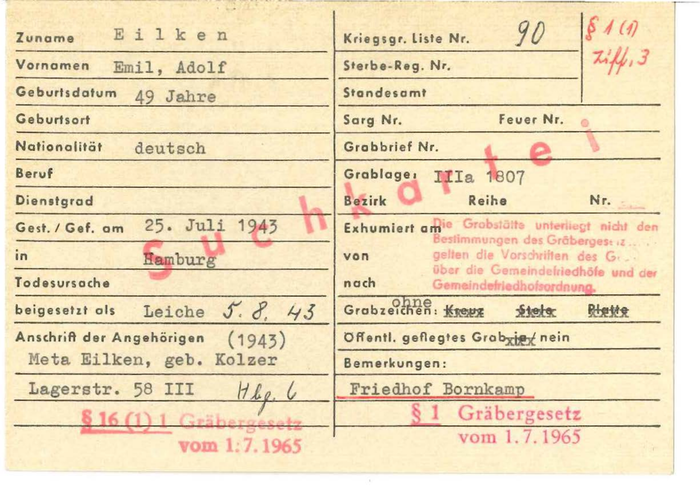 Zuname Eilken
Vornamen Emil, Adolf
Geburtsdatum 49 Jahre
Geburtsort
Nationalität deutsch
Beruf
Dienstgrad
Gest. / Gef. am 25. Juli 1943
in Hamburg
Todesursache
beigesetzt als Leiche 5. 8. 43
Anschrift der Angehörigen (1943)
Meta Eilken, geb. Kolzer
Lagerstr. 58 III Hbg. 6
§ 16 (1) 1 Gräbergesetz
vom 1.7.1965
Suchkartei
Kriegsgr. Liste Nr. 90
§ 1 (1)
Ziff. 3
Sterbe-Reg. Nr.
Standesamt
Sarg Nr. Feuer Nr.
Grabbrief Nr.
Grablage: IIIa 1807
Bezirk Reihe Nr.
Exhumiert am
von
nach
Die Grabstätte unterliegt nicht den
Bestimmungen des Gräberges
gelten die Vorschriften des G
über die Gemeindefriedhöfe und der
Gemeindefriedhofsordnung.
ohne
Grabzeichen: Kreuz Stele Platte
Öffentl. gepflegtes Grab ja / nein
Bemerkungen:
Friedhof Bornkamp
§ 1 Gräbergesetz
vom 1.7.1965